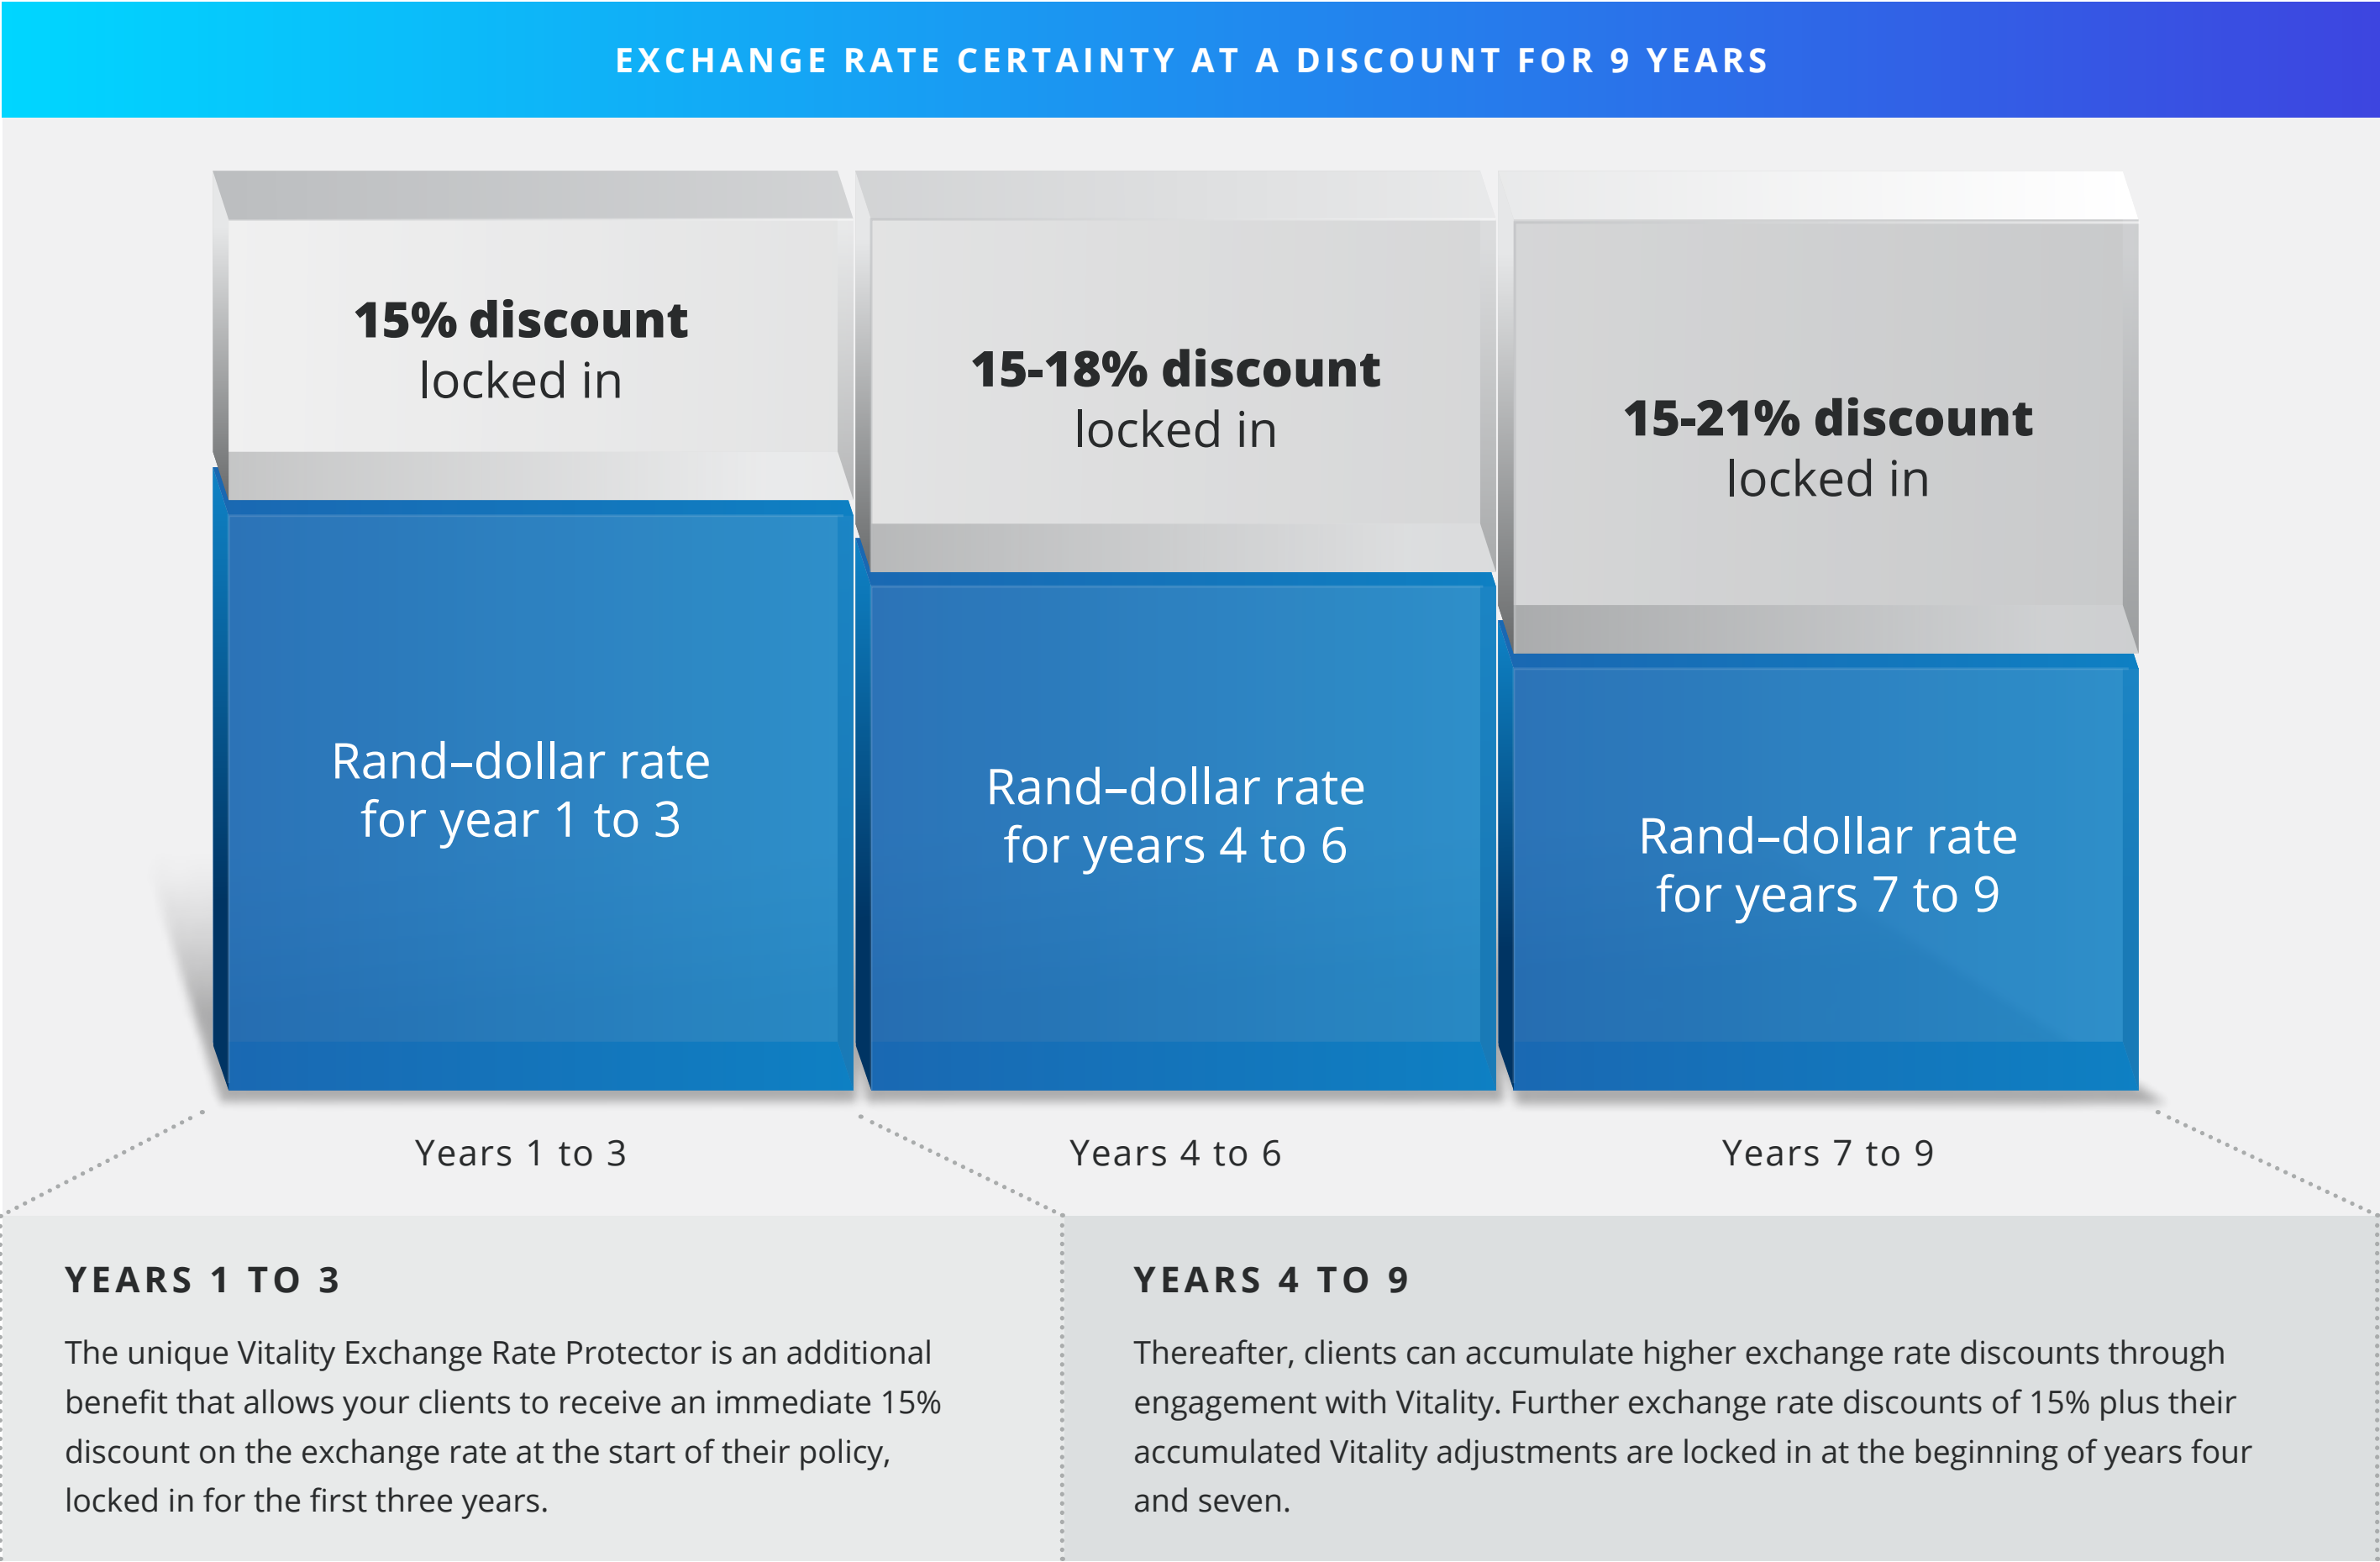 EXCHANGE RATE CERTAINTY AT A DISCOUNT FOR 9 YEARS
15% discount
locked in
15-18% discount
locked in
15-21% discount
locked in
Rand–dollar rate
for year 1 to 3
Rand–dollar rate
for years 4 to 6
Rand–dollar rate
for years 7 to 9
Years 1 to 3
Years 4 to 6
Years 7 to 9
YEARS 1 TO 3
The unique Vitality Exchange Rate Protector is an additional
benefit that allows your clients to receive an immediate 15%
discount on the exchange rate at the start of their policy,
locked in for the first three years.
YEARS 4 TO 9
Thereafter, clients can accumulate higher exchange rate discounts through
engagement with Vitality. Further exchange rate discounts of 15% plus their
accumulated Vitality adjustments are locked in at the beginning of years four
and seven.